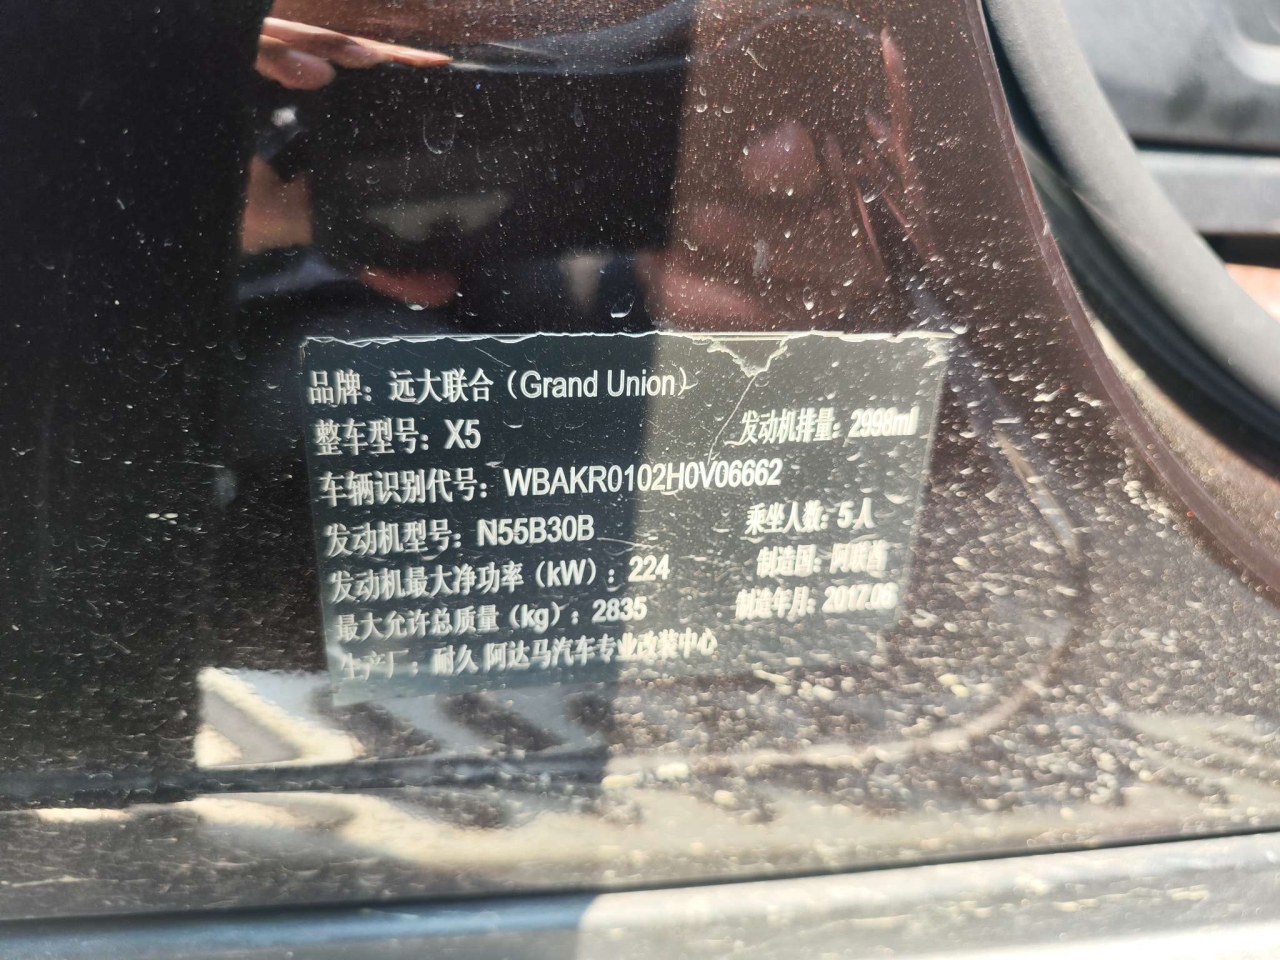 品牌：远大联合（Grand Union）
整车型号：X5 发动机排量：2998ml
车辆识别代号：WBAKR0102H0V06662
发动机型号：N55B30B 乘坐人数：5人
发动机最大净功率（kW）：224 制造国：阿联酋
最大允许总质量（kg）：2835 制造年月：2017.06
生产厂：耐久 阿达马汽车专业改装中心